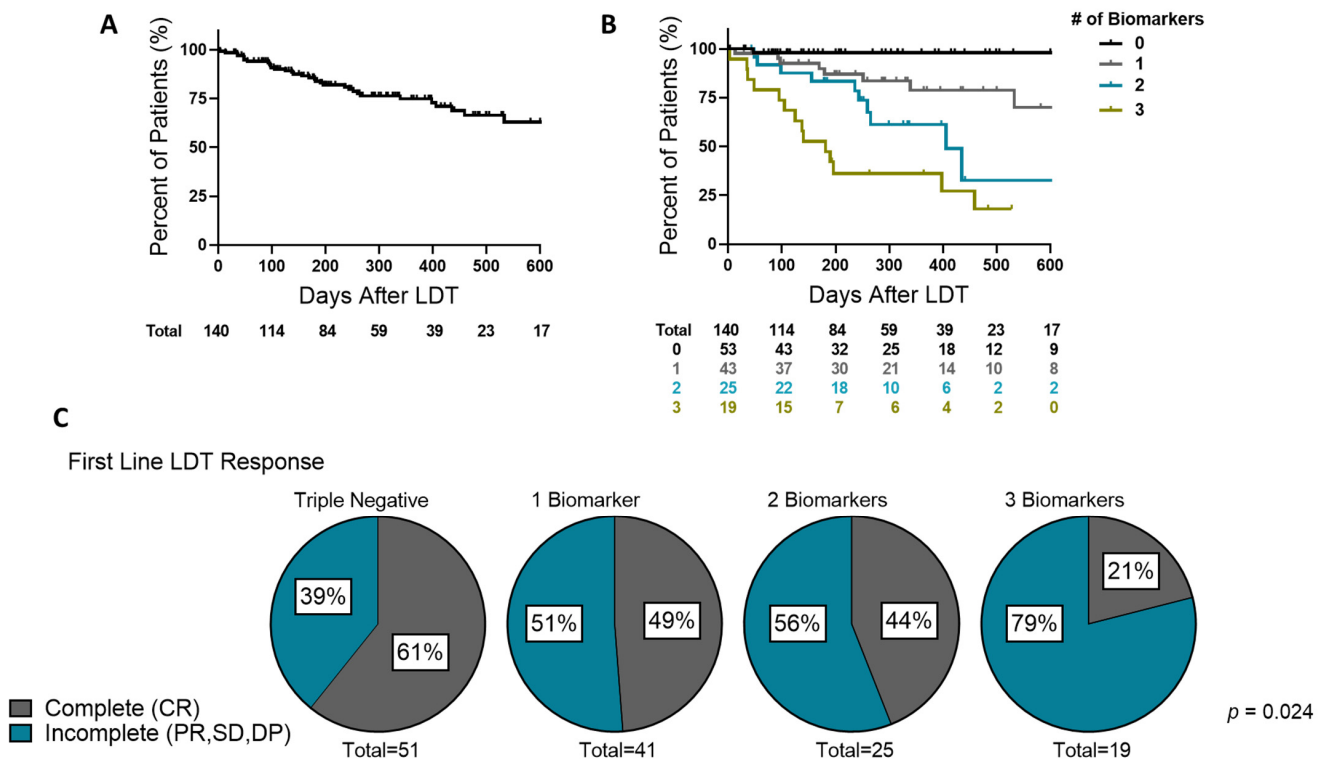 A
Percent of Patients (%)
100
75
50
25
0
0 100 200 300 400 500 600
Days After LDT
Total 140 114 84 59 39 23 17
B
Percent of Patients (%)
100
75
50
25
0
0 100 200 300 400 500 600
Days After LDT
# of Biomarkers
0
1
2
3
Total 140 114 84 59 39 23 17
0 53 43 32 25 18 12 9
1 43 37 30 21 14 10 8
2 25 22 18 10 6 2 2
3 19 15 7 6 4 2 0
C
First Line LDT Response
Triple Negative
39%
61%
Total=51
1 Biomarker
51%
49%
Total=41
2 Biomarkers
56%
44%
Total=25
3 Biomarkers
21%
79%
Total=19
Complete (CR)
Incomplete (PR,SD,DP)
p = 0.024